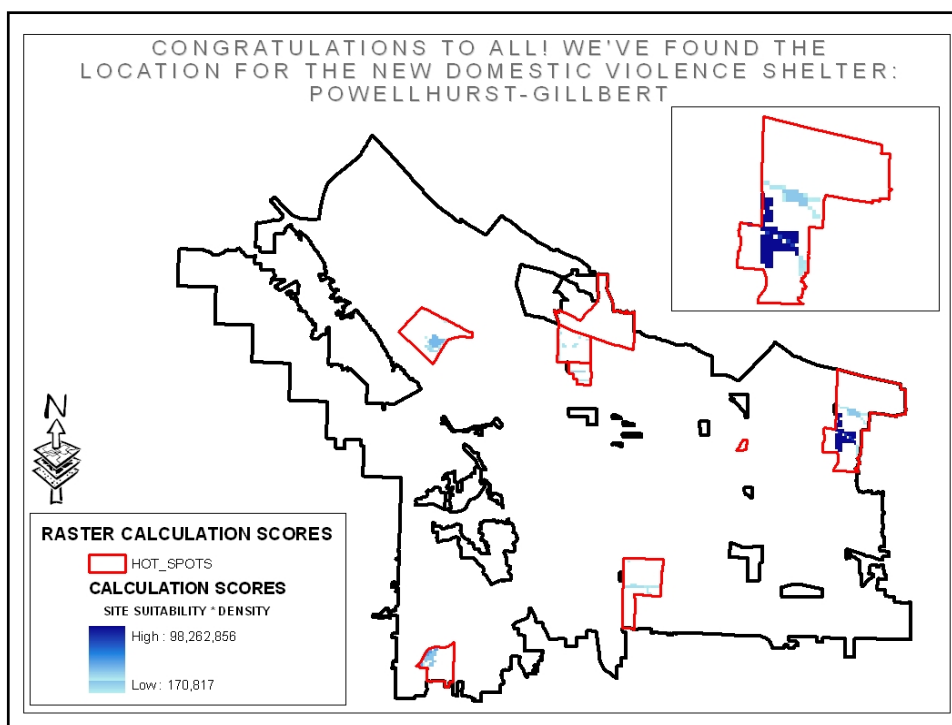 CONGRATULATIONS TO ALL! WE'VE FOUND THE
LOCATION FOR THE NEW DOMESTIC VIOLENCE SHELTER:
POWELLHURST-GILLBERT
N
RASTER CALCULATION SCORES
HOT_SPOTS
CALCULATION SCORES
SITE SUITABILITY * DENSITY
High : 98,262,856
Low : 170,817